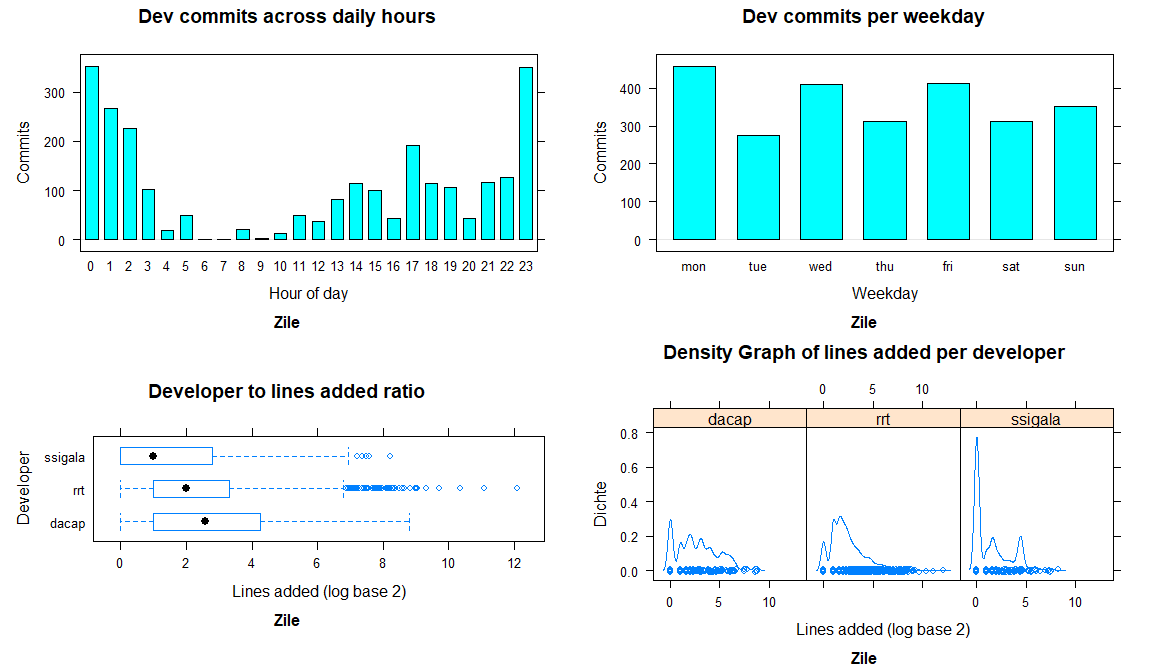 Dev commits across daily hours
Commits
300
200
100
0
0 1 2 3 4 5 6 7 8 9 10 11 12 13 14 15 16 17 18 19 20 21 22 23
Hour of day
Zile
Dev commits per weekday
Commits
400
300
200
100
0
mon tue wed thu fri sat sun
Weekday
Zile
Developer to lines added ratio
Developer
ssigala
rrt
dacap
0 2 4 6 8 10 12
Lines added (log base 2)
Zile
Density Graph of lines added per developer
0 5 10
dacap rrt ssigala
Dichte
0.8
0.6
0.4
0.2
0.0
0 5 10 0 5 10
Lines added (log base 2)
Zile